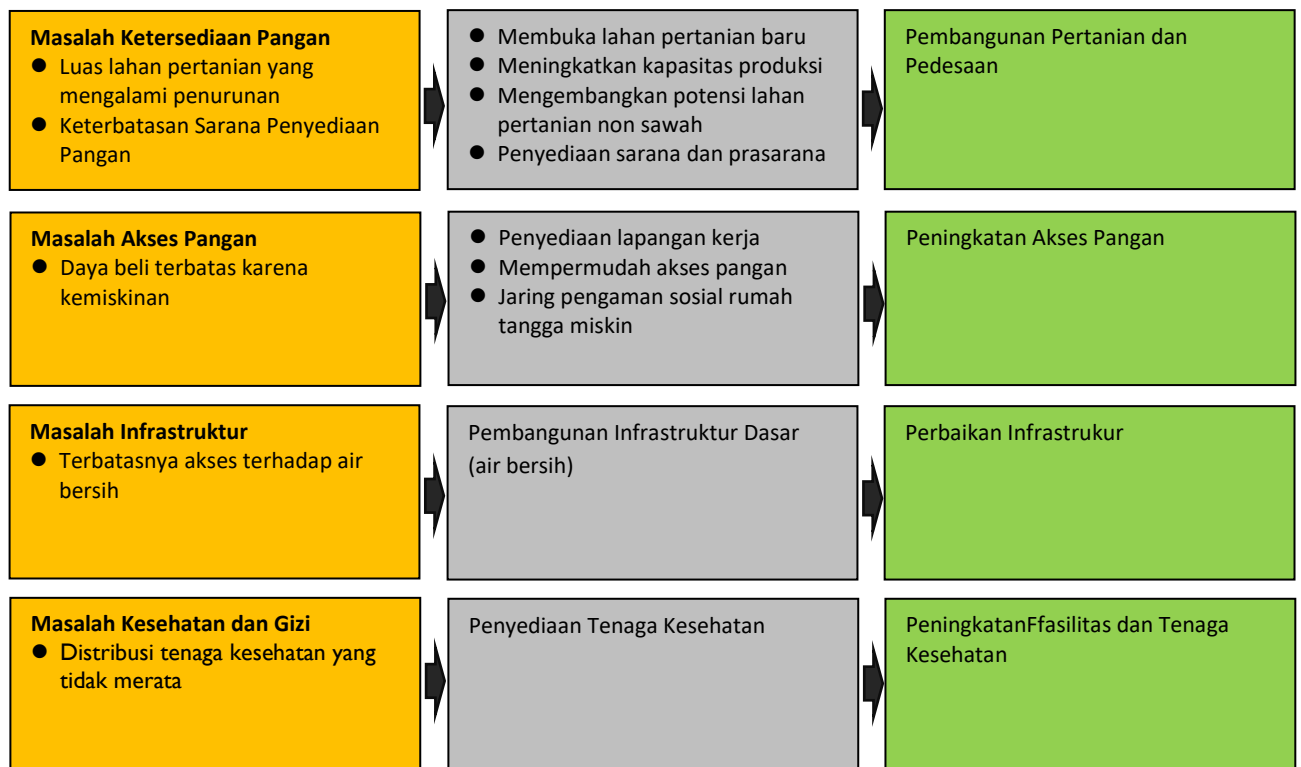 Masalah Ketersediaan Pangan
● Luas lahan pertanian yang
mengalami penurunan
● Keterbatasan Sarana Penyediaan
Pangan
● Membuka lahan pertanian baru
● Meningkatkan kapasitas produksi
● Mengembangkan potensi lahan
pertanian non sawah
● Penyediaan sarana dan prasarana
Pembangunan Pertanian dan
Pedesaan
Masalah Akses Pangan
● Daya beli terbatas karena
kemiskinan
● Penyediaan lapangan kerja
● Mempermudah akses pangan
● Jaring pengaman sosial rumah
tangga miskin
Peningkatan Akses Pangan
Masalah Infrastruktur
● Terbatasnya akses terhadap air
bersih
Pembangunan Infrastruktur Dasar
(air bersih)
Perbaikan Infrastrukur
Masalah Kesehatan dan Gizi
● Distribusi tenaga kesehatan yang
tidak merata
Penyediaan Tenaga Kesehatan
PeningkatanFfasilitas dan Tenaga
Kesehatan